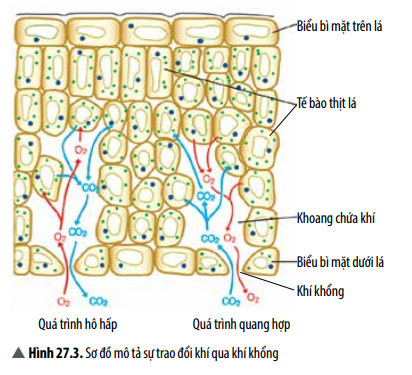 Biểu bì mặt trên lá
Tế bào thịt lá
O2
CO2
O2
O2
CO2
Khoang chứa khí
O2
CO2
O2
Biểu bì mặt dưới lá
Khí khổng
O2
CO2
CO2
O2
Quá trình hô hấp
Quá trình quang hợp
▲ Hình 27.3. Sơ đồ mô tả sự trao đổi khí qua khí khổng